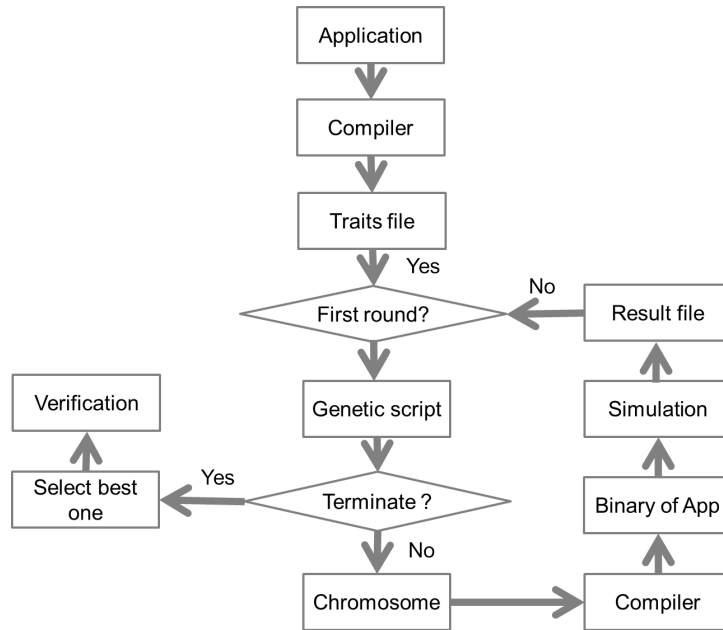 Application
Compiler
Traits file
Yes
No
First round?
Result file
Genetic script
Simulation
Verification
Yes
Select best
one
Terminate ?
Binary of App
No
Chromosome
Compiler